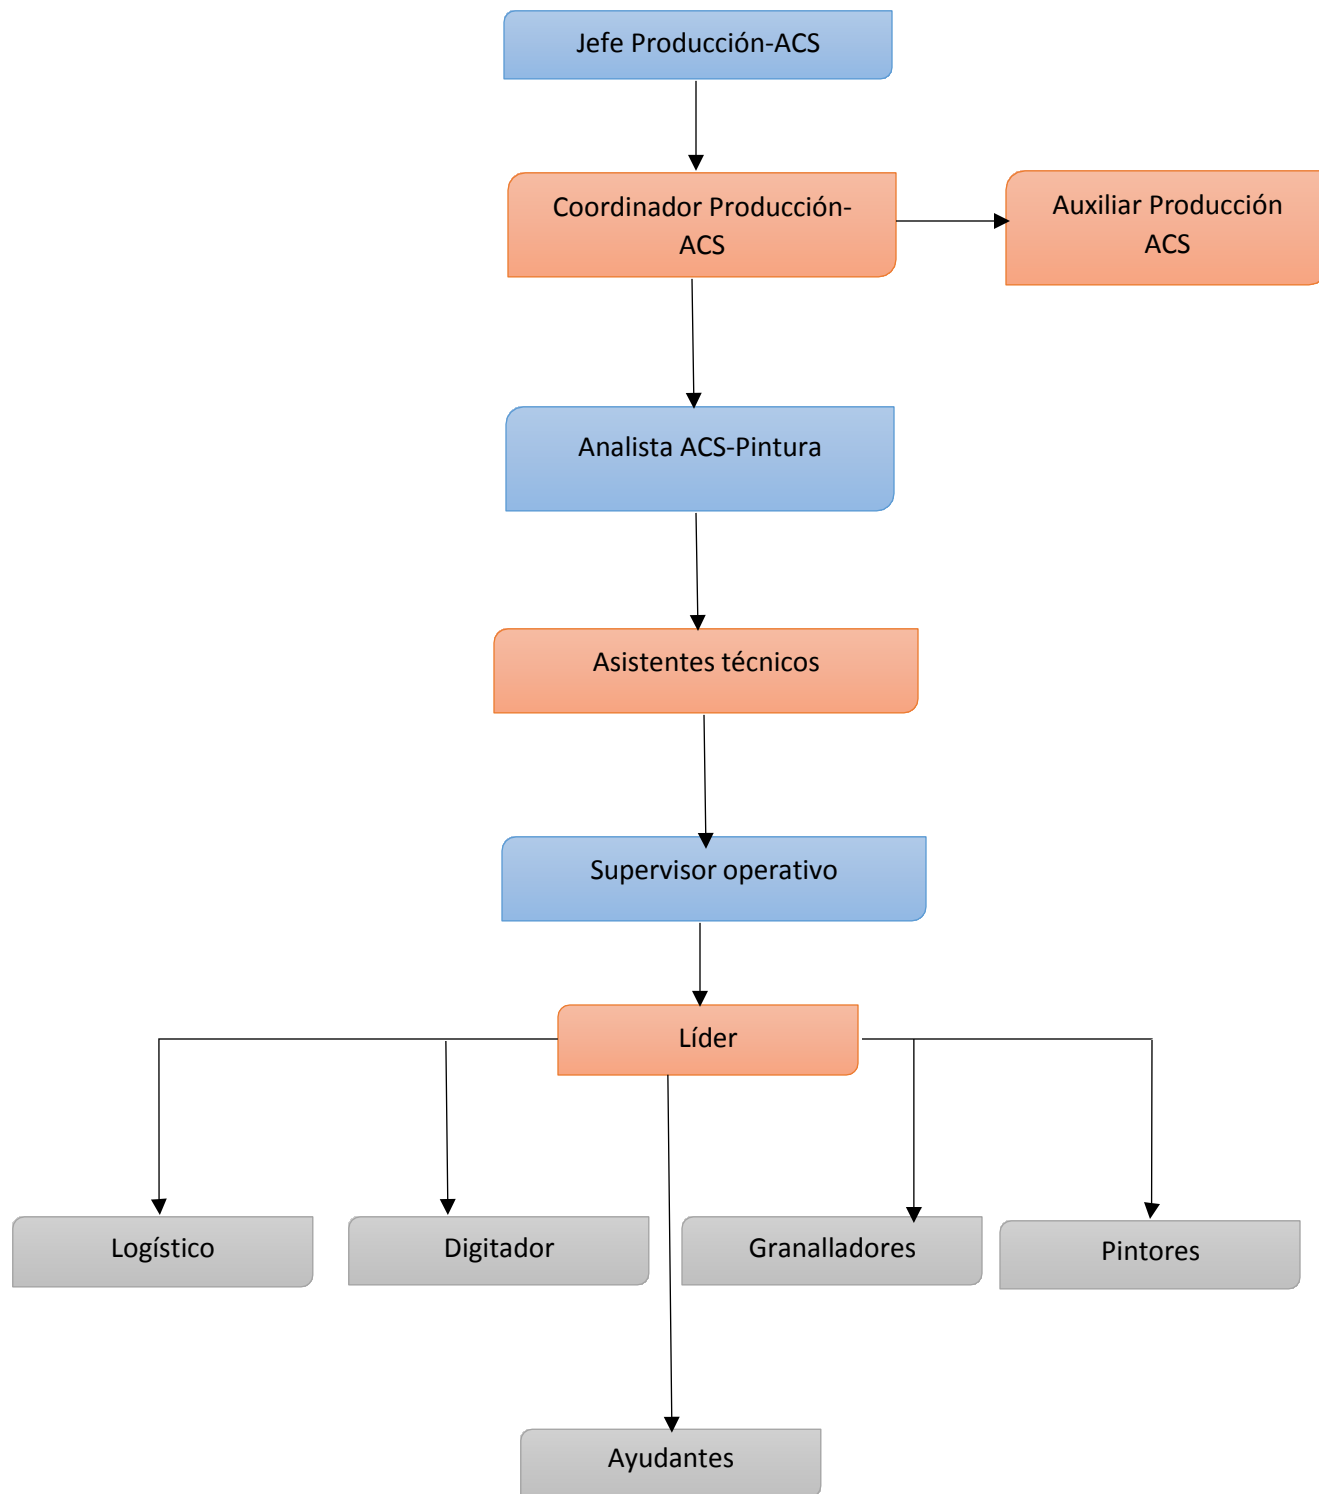 Jefe Producción-ACS
Coordinador Producción-
ACS
Auxiliar Producción
ACS
Analista ACS-Pintura
Asistentes técnicos
Supervisor operativo
Líder
Logístico
Digitador
Granalladores
Pintores
Ayudantes